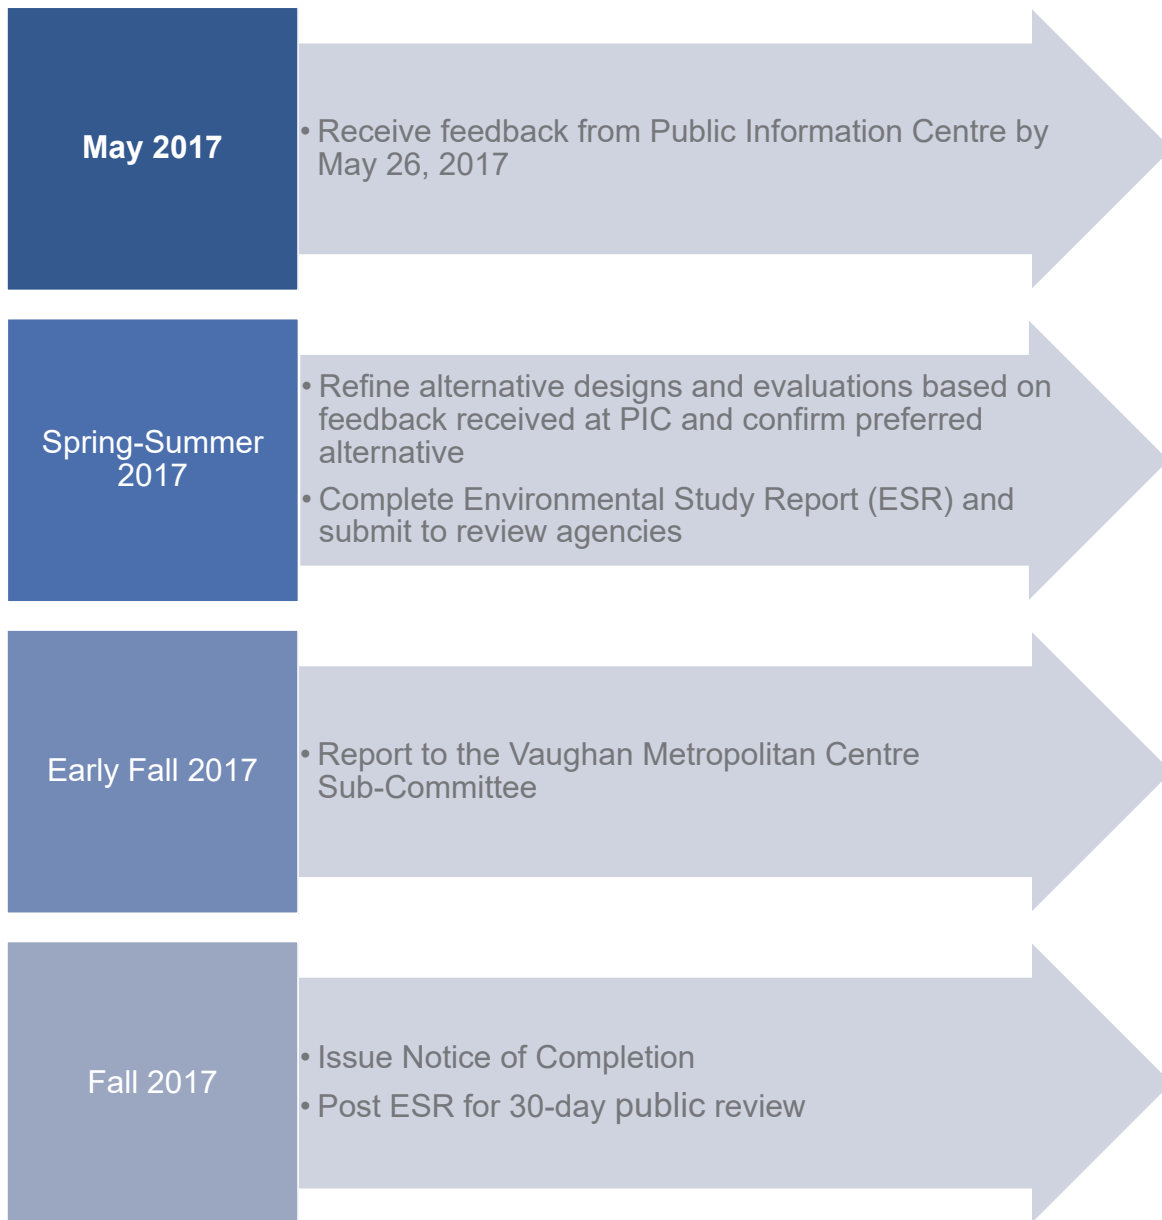 May 2017
• Receive feedback from Public Information Centre by
May 26, 2017
Spring-Summer
2017
• Refine alternative designs and evaluations based on
feedback received at PIC and confirm preferred
alternative
• Complete Environmental Study Report (ESR) and
submit to review agencies
Early Fall 2017
• Report to the Vaughan Metropolitan Centre
Sub-Committee
Fall 2017
• Issue Notice of Completion
• Post ESR for 30-day public review